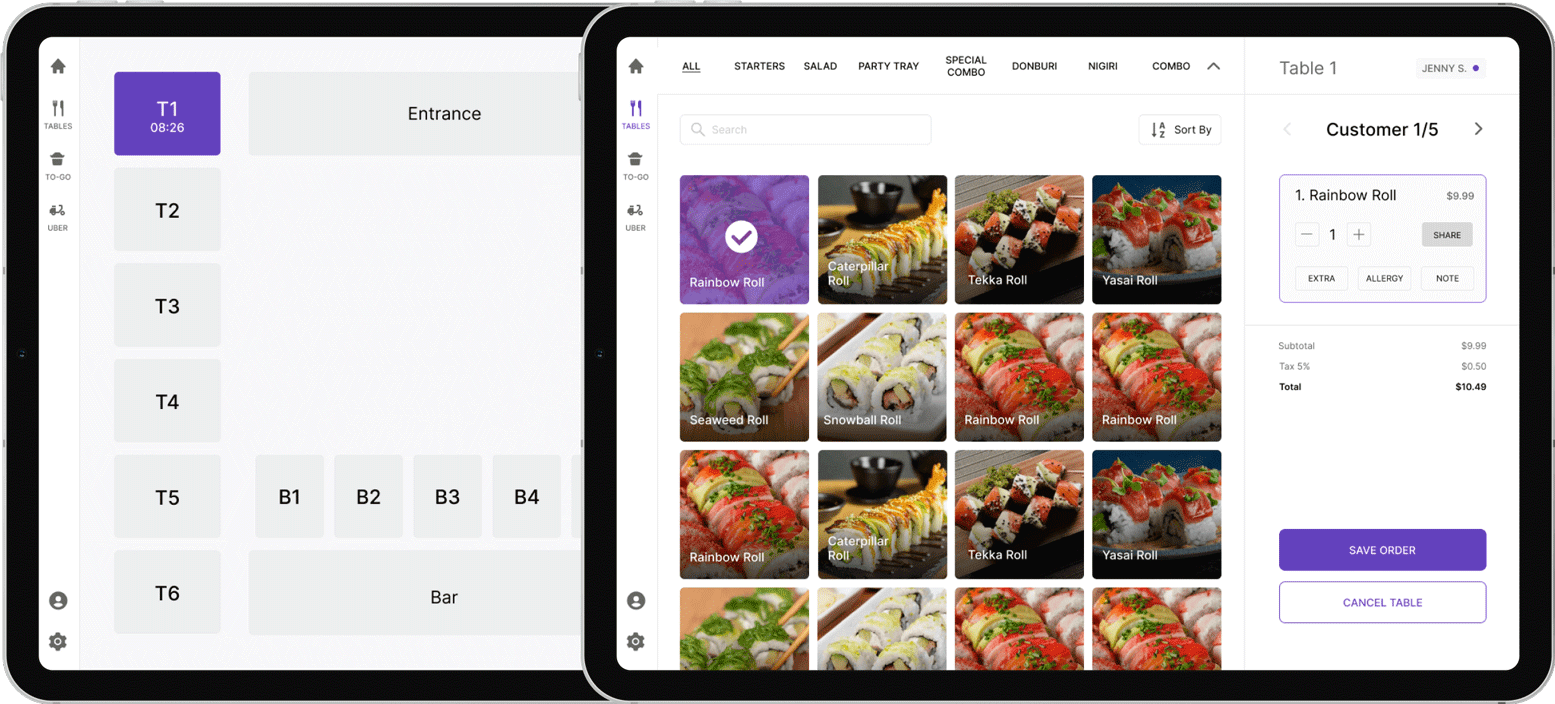 T1
08:26
Entrance
TABLES
T2
TO-GO
UBER
T3
T4
T5
B1
B2
B3
B4
T6
Bar
ALL
STARTERS
SALAD
PARTY TRAY
SPECIAL
COMBO
DONBURI
NIGIRI
COMBO
TABLES
TO-GO
UBER
Search
Sort By
Rainbow Roll
Caterpillar
Roll
Tekka Roll
Yasai Roll
Seaweed Roll
Snowball Roll
Rainbow Roll
Rainbow Roll
Rainbow Roll
Caterpillar
Roll
Tekka Roll
Yasai Roll
Table 1
JENNY S.
Customer 1/5
1. Rainbow Roll
$9.99
1
SHARE
EXTRA
ALLERGY
NOTE
Subtotal
$9.99
Tax 5%
$0.50
Total
$10.49
SAVE ORDER
CANCEL TABLE